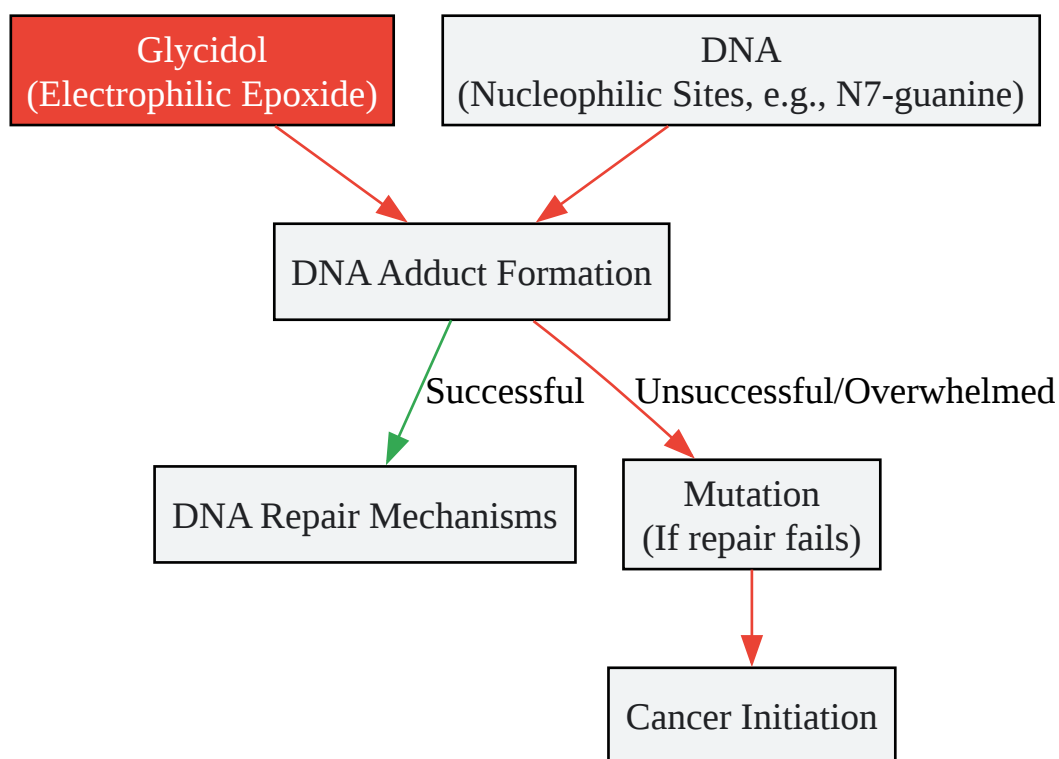 Glycidol
(Electrophilic Epoxide)
DNA
(Nucleophilic Sites, e.g., N7-guanine)
DNA Adduct Formation
Successful
Unsuccessful/Overwhelmed
DNA Repair Mechanisms
Mutation
(If repair fails)
Cancer Initiation